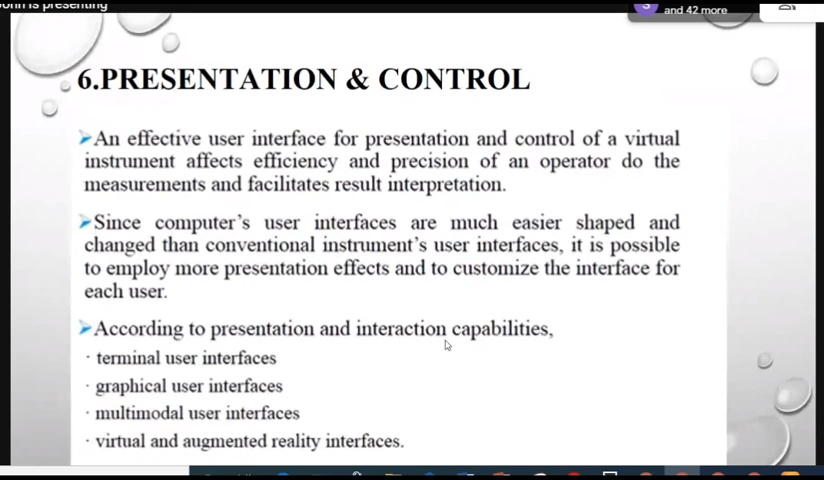 is presenting
and 42 more
6.PRESENTATION & CONTROL
➢An effective user interface for presentation and control of a virtual
instrument affects efficiency and precision of an operator do the
measurements and facilitates result interpretation.
➢Since computer's user interfaces are much easier shaped and
changed than conventional instrument's user interfaces, it is possible
to employ more presentation effects and to customize the interface for
each user.
➢According to presentation and interaction capabilities,
· terminal user interfaces
· graphical user interfaces
· multimodal user interfaces
· virtual and augmented reality interfaces.